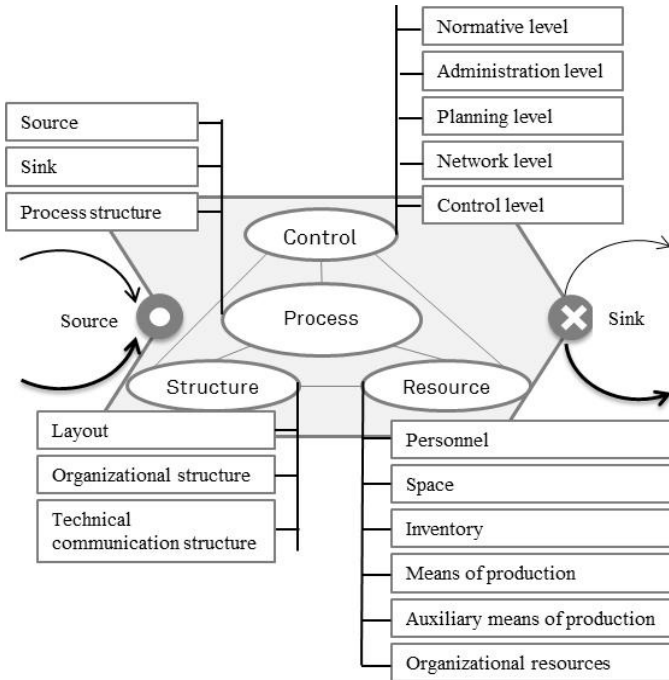 Normative level
Administration level
Planning level
Network level
Control level
Source
Sink
Process structure
Control
Process
Source
Sink
Structure
Resource
Layout
Organizational structure
Technical
communication structure
Personnel
Space
Inventory
Means of production
Auxiliary means of production
Organizational resources